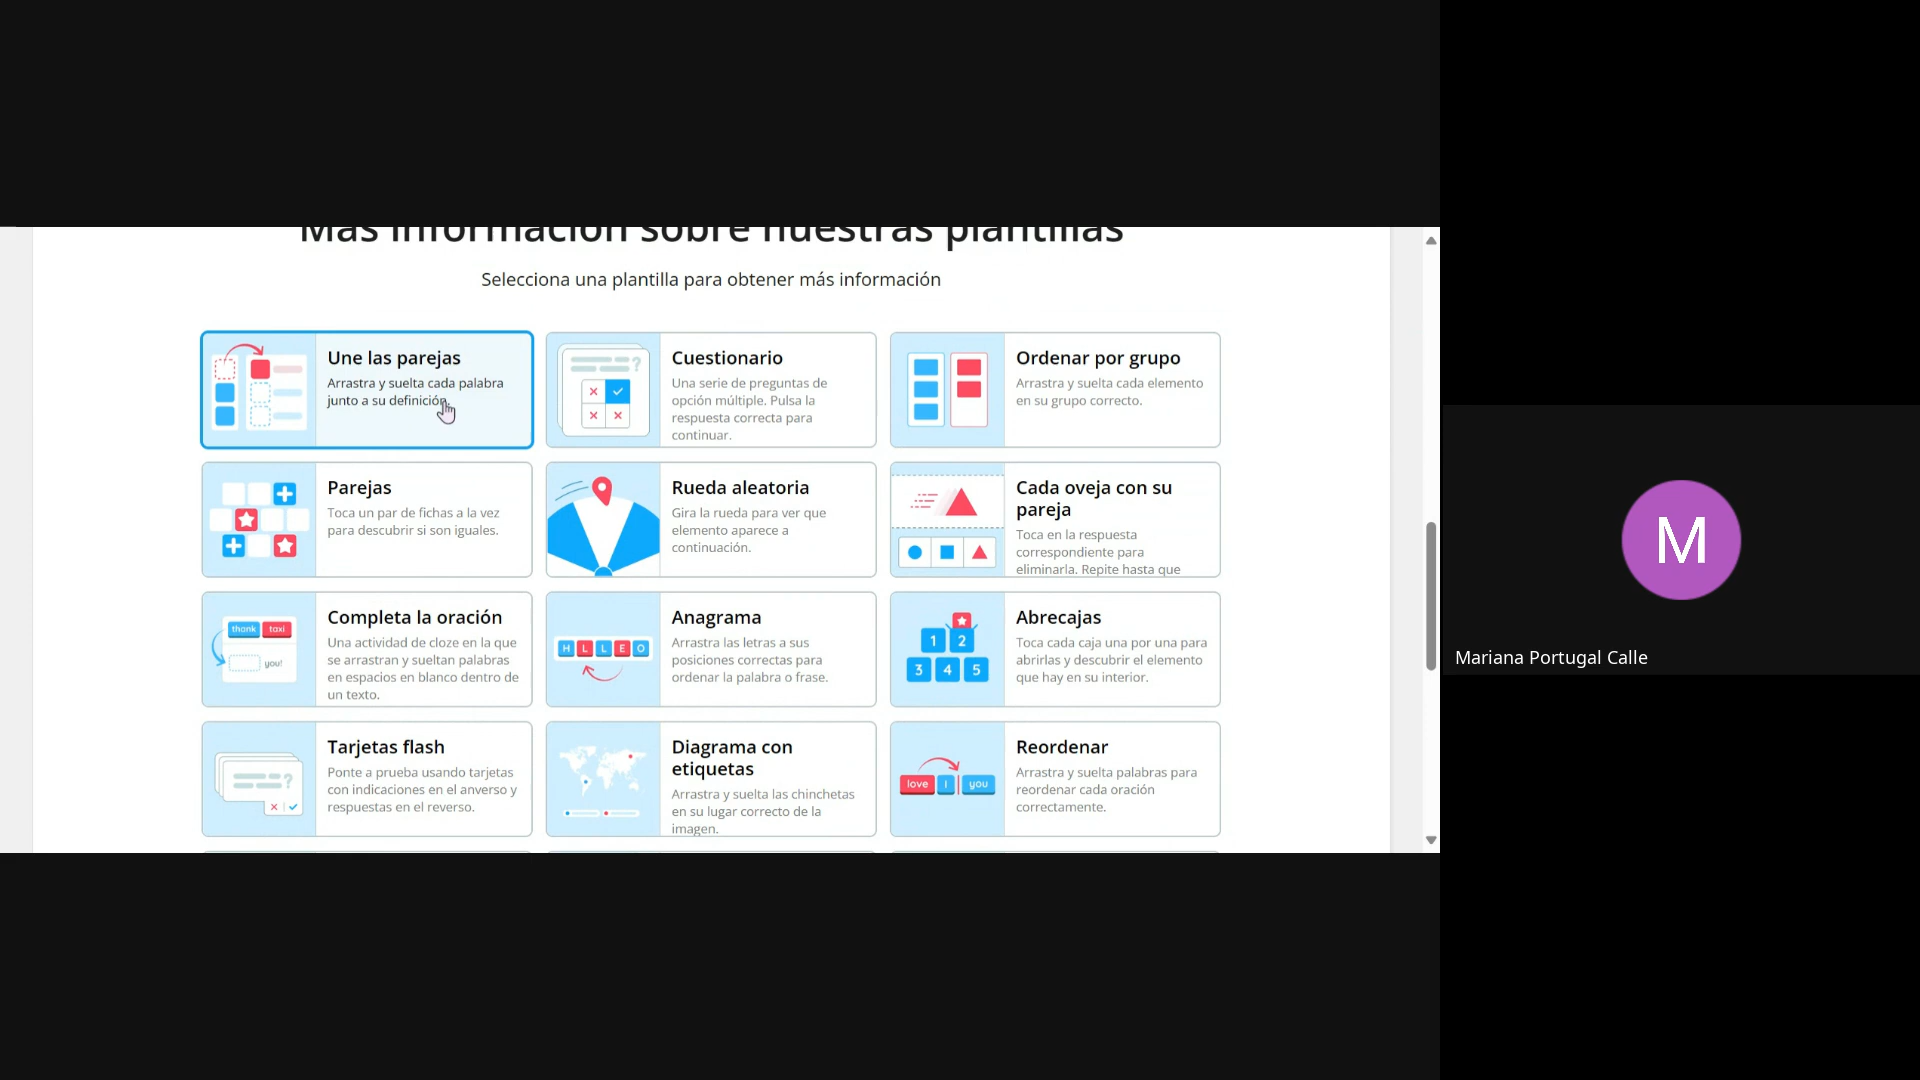 Más información sobre nuestras plantillas
Selecciona una plantilla para obtener más información
Une las parejas
Arrastra y suelta cada palabra
junto a su definición.
Cuestionario
Una serie de preguntas de
opción múltiple. Pulsa la
respuesta correcta para
continuar.
Ordenar por grupo
Arrastra y suelta cada elemento
en su grupo correcto.
Parejas
Toca un par de fichas a la vez
para descubrir si son iguales.
Rueda aleatoria
Gira la rueda para ver que
elemento aparece a
continuación.
Cada oveja con su
pareja
Toca en la respuesta
correspondiente para
eliminarla. Repite hasta que
thank taxi
you!
Completa la oración
Una actividad de cloze en la que
se arrastran y sueltan palabras
en espacios en blanco dentro de
un texto.
H L L E O
Anagrama
Arrastra las letras a sus
posiciones correctas para
ordenar la palabra o frase.
1 2
3 4 5
Abrecajas
Toca cada caja una por una para
abrirlas y descubrir el elemento
que hay en su interior.
?
Tarjetas flash
Ponte a prueba usando tarjetas
con indicaciones en el anverso y
respuestas en el reverso.
Diagrama con
etiquetas
Arrastra y suelta las chinchetas
en su lugar correcto de la
imagen.
love I you
Reordenar
Arrastra y suelta palabras para
reordenar cada oración
correctamente.
M
Mariana Portugal Calle